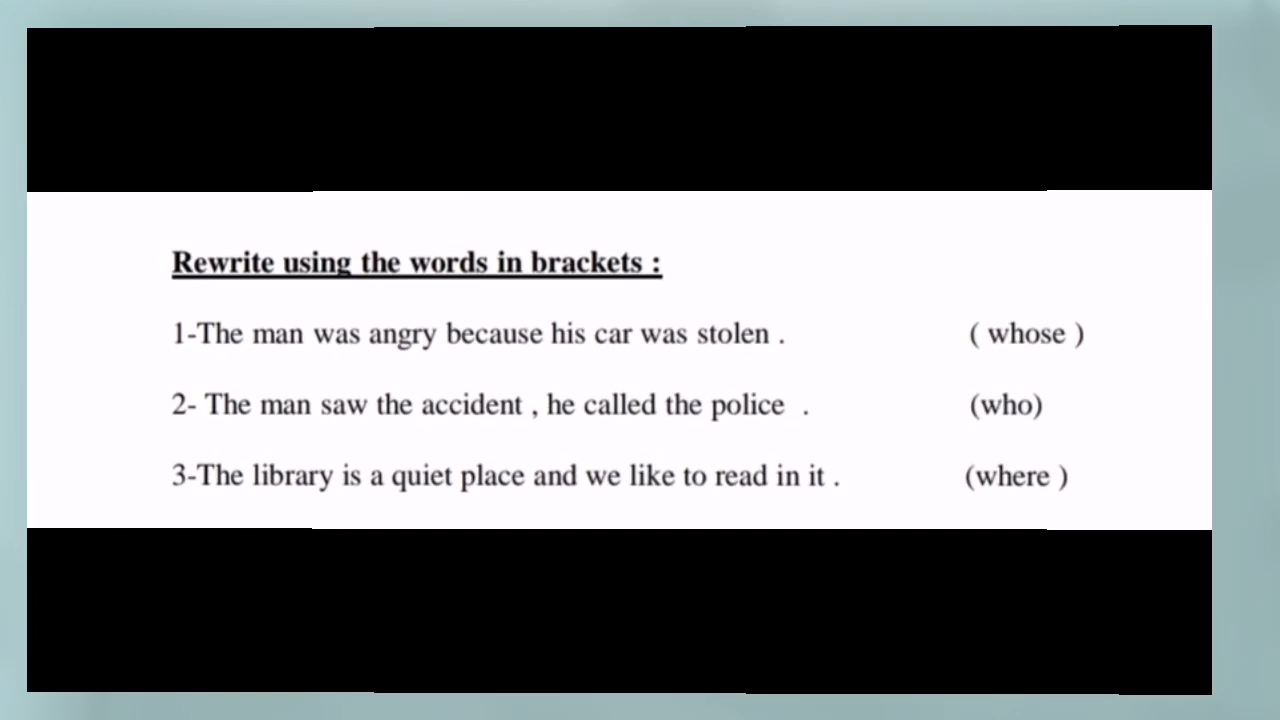 Rewrite using the words in brackets :
1-The man was angry because his car was stolen . ( whose )
2- The man saw the accident , he called the police . (who)
3-The library is a quiet place and we like to read in it . (where )